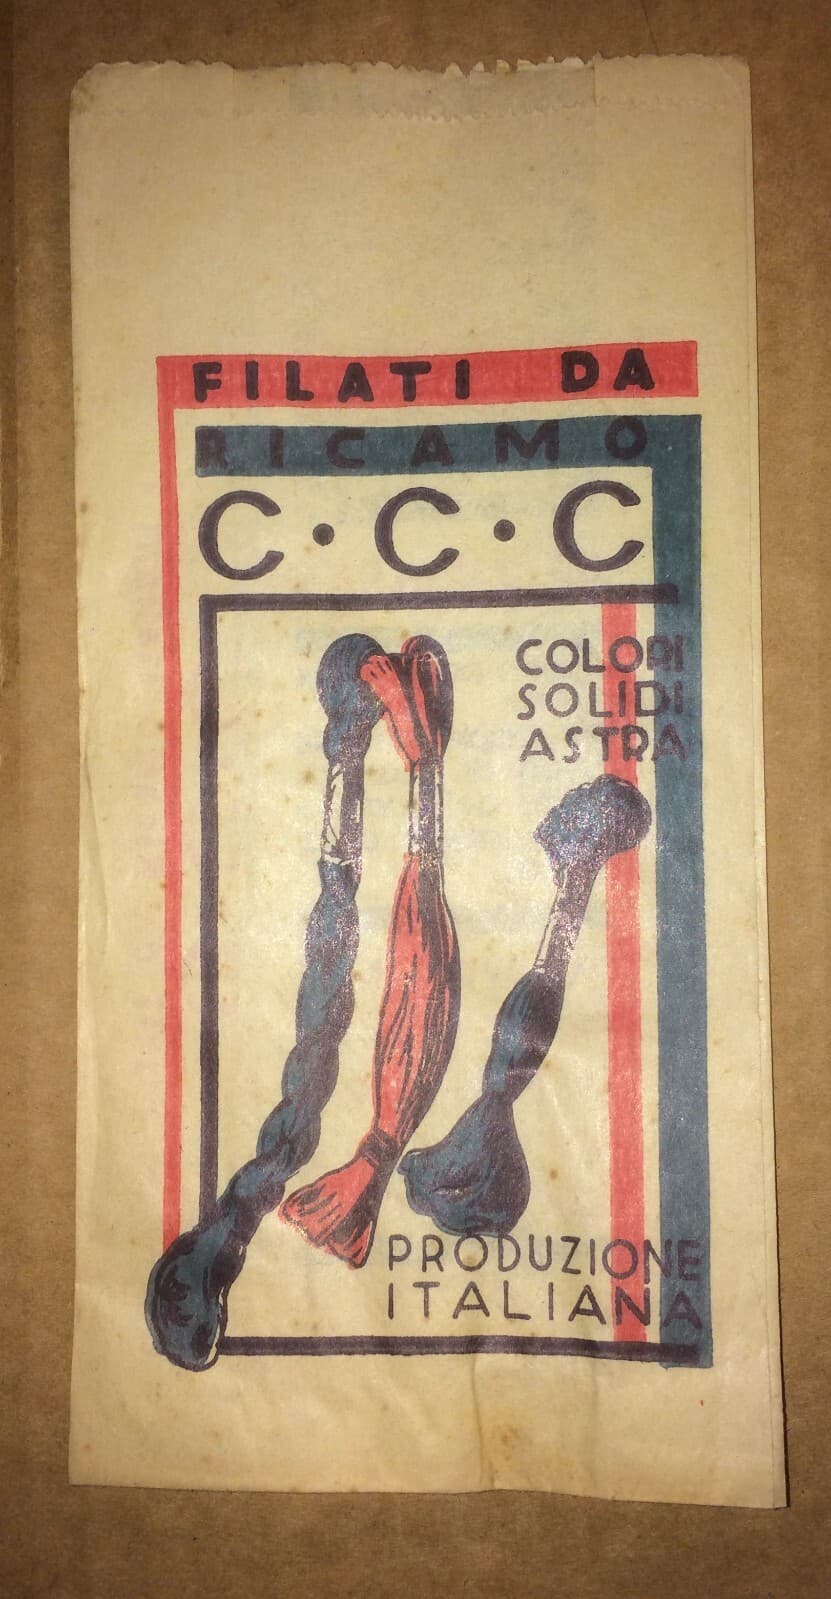 FILATI DA
RICAMO
C·C·C
COLORI
SOLIDI
ASTRA
PRODUZIONE
ITALIANA